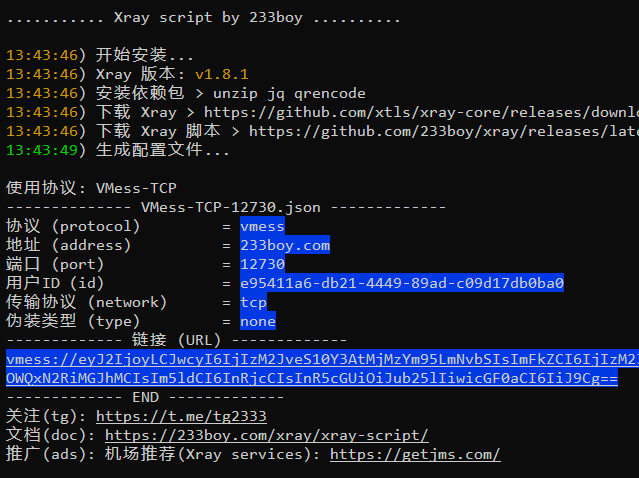 ........... Xray script by 233boy ..........
13:43:46) 开始安装...
13:43:46) Xray 版本: v1.8.1
13:43:46) 安装依赖包 > unzip jq qrencode
13:43:46) 下载 Xray > https://github.com/xtls/xray-core/releases/downl
13:43:46) 下载 Xray 脚本 > https://github.com/233boy/xray/releases/late
13:43:49) 生成配置文件...
使用协议: VMess-TCP
-------------- VMess-TCP-12730.json -------------
协议 (protocol) = vmess
地址 (address) = 233boy.com
端口 (port) = 12730
用户ID (id) = e95411a6-db21-4449-89ad-c09d17db0ba0
传输协议 (network) = tcp
伪装类型 (type) = none
------------- 链接 (URL) -------------
vmess://eyJ2IjoyLCJwcyI6IjIzM2JveS10Y3AtMjMzYm95LmNvbSIsImFkZCI6IjIzM2J
OWQxN2RiMGJhMCIsIm5ldCI6InRjcCIsInR5cGUiOiJub25lIiwicGF0aCI6IiJ9Cg==
------------- END -------------
关注(tg): https://t.me/tg2333
文档(doc): https://233boy.com/xray/xray-script/
推广(ads): 机场推荐(Xray services): https://getjms.com/